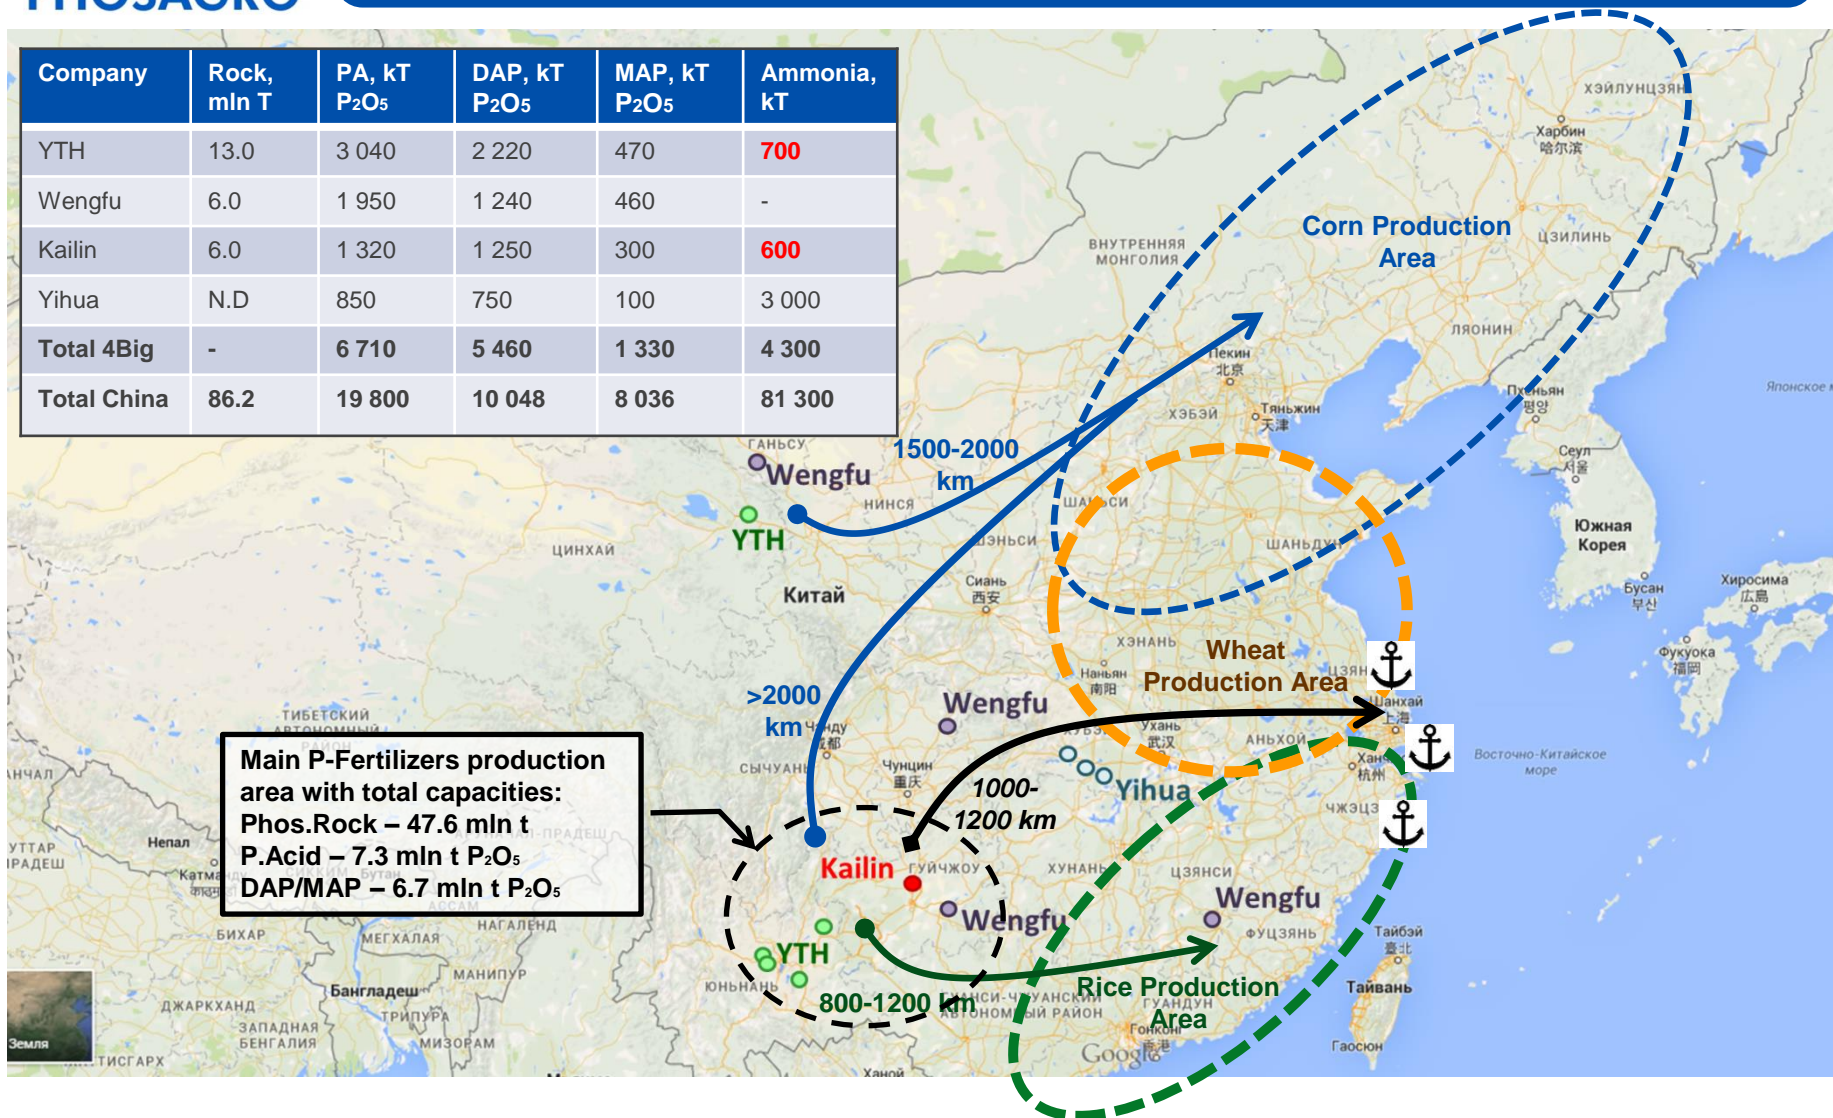 PHOSAGRO
Company Rock, mln T PA, kT P₂O₅ DAP, kT P₂O₅ MAP, kT P₂O₅ Ammonia, kT
YTH 13.0 3 040 2 220 470 700
Wengfu 6.0 1 950 1 240 460 -
Kailin 6.0 1 320 1 250 300 600
Yihua N.D 850 750 100 3 000
Total 4Big - 6 710 5 460 1 330 4 300
Total China 86.2 19 800 10 048 8 036 81 300
ХЭЙЛУНЦЗЯН
Харбин
哈尔滨
Corn Production
Area
ЦЗИЛИНЬ
ВНУТРЕННЯЯ
МОНГОЛИЯ
ЛЯОНИН
Пекин
北京
Пхеньян
평양
Японское
ХЭБЭЙ
Тяньжин
天津
ГАНЬСУ
Wengfu
1500-2000
km
Сеул
서울
НИНСЯ
YTH
Южная
Корея
ЦИНХАЙ
ШЭНЬСИ
ШАНЬДУН
Сиань
西安
Китай
Бусан
부산
Хиросима
広島
ХЭНАНЬ
Wheat
Production Area
Наньян
南阳
Фукуока
福岡
>2000
km
Wengfu
Шанхай
上海
ТИБЕТСКИЙ
АВТОНОМНЫЙ
РАЙОН
Ухань
武汉
АНЬХОЙ
Восточно-Китайское
море
СЫЧУАНЬ
Чунцин
重庆
Yihua
杭州
1000-
1200 km
Main P-Fertilizers production
area with total capacities:
Phos.Rock – 47.6 mln t
P.Acid – 7.3 mln t P₂O₅
DAP/MAP – 6.7 mln t P₂O₅
Непал
Kailin
ГУЙЧЖОУ
ХУНАНЬ
ЦЗЯНСИ
Wengfu
Wengfu
ФУЦЗЯНЬ
Тайбэй
臺北
БИХАР
МЕГХАЛАЯ
НАГАЛЕНД
YTH
ЮНЬНАНЬ
МАНИПУР
Бангладеш
800-1200 km
Rice Production
Area
ГУАНДУН
Тайвань
ДЖАРКХАНД
ТРИПУРА
ЗАПАДНАЯ
БЕНГАЛИЯ
МИЗОРАМ
АВТОНОМНЫЙ РАЙОН
Гонконг
香港
Google
Гаосюн
Земля
Ханой